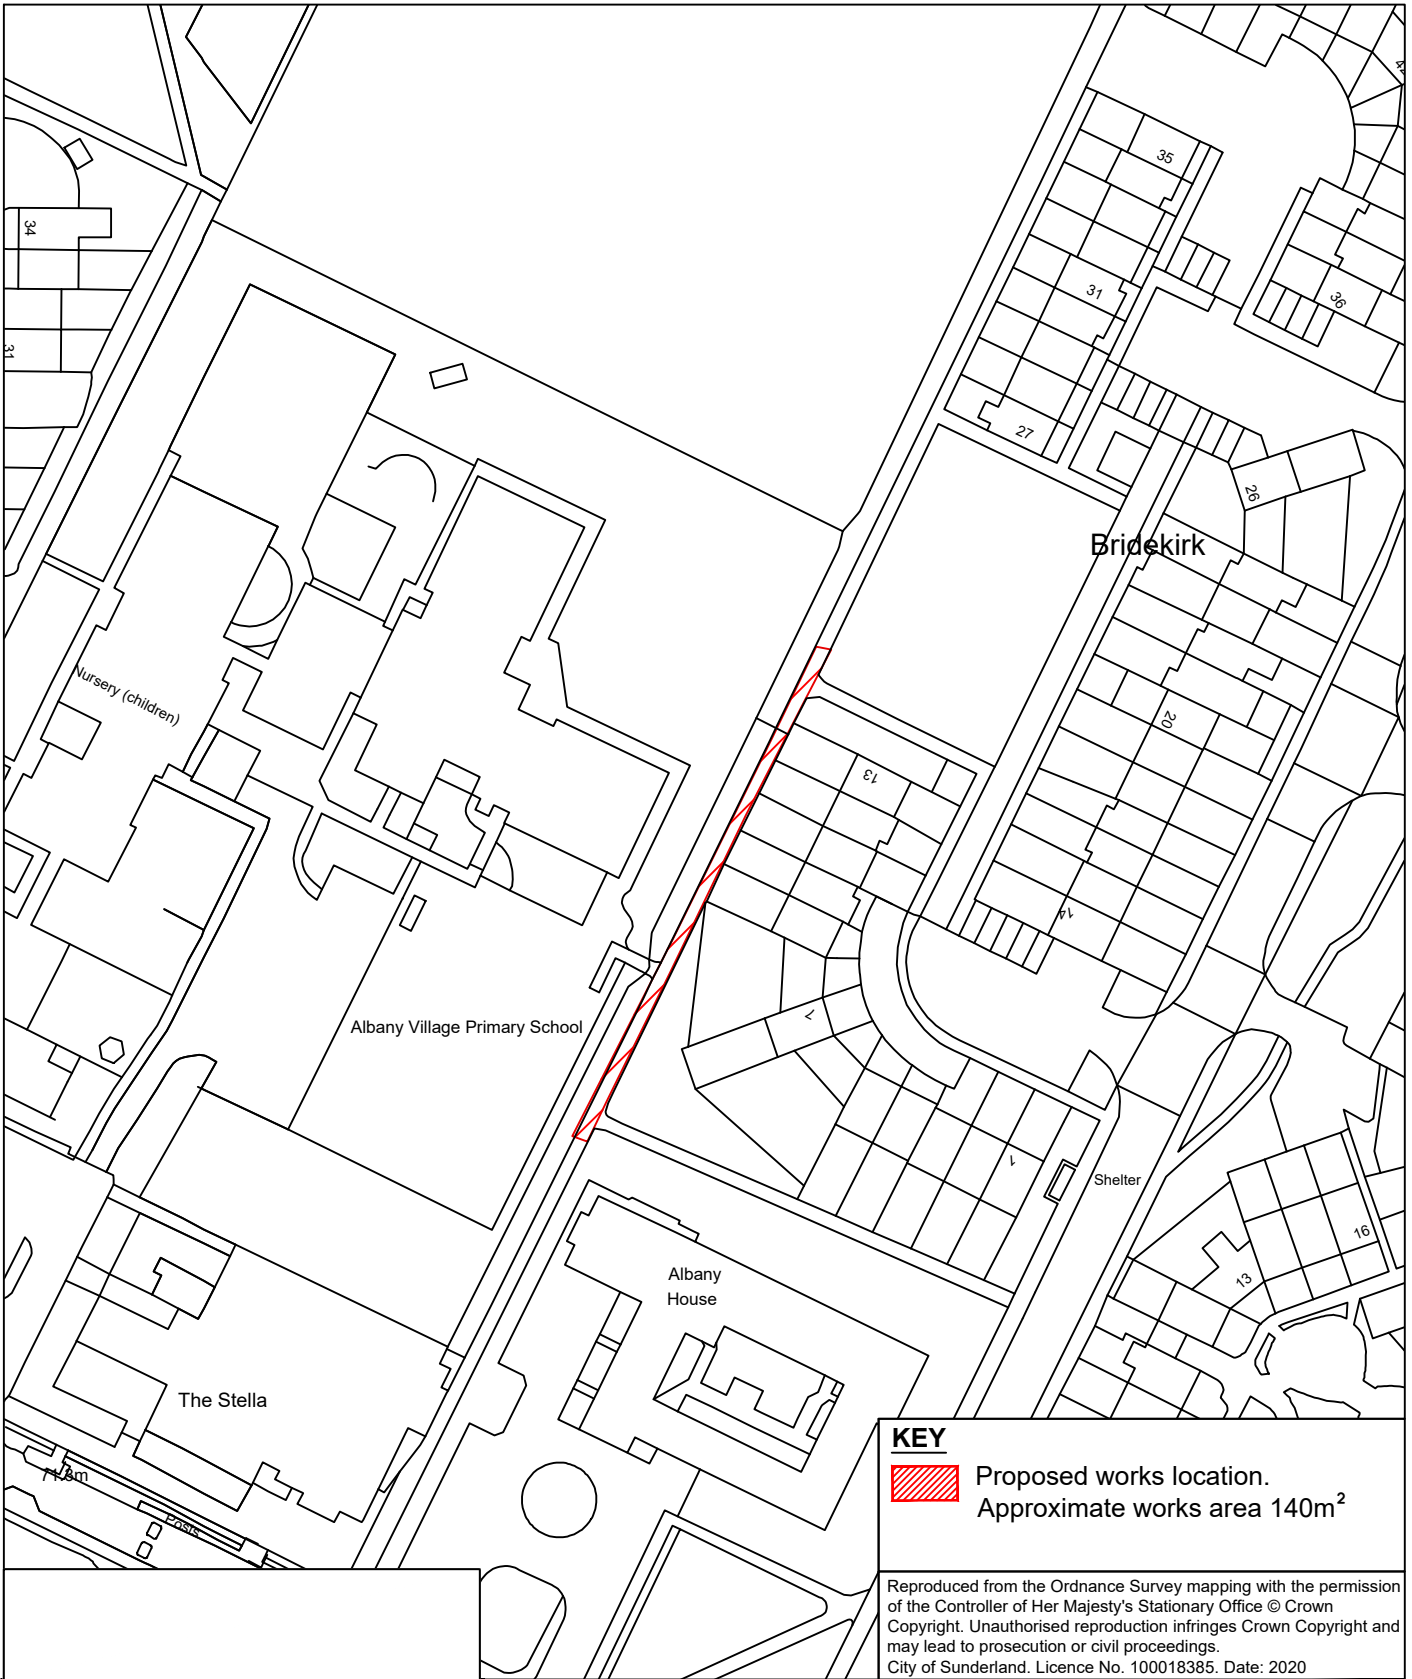 42
35
34
31
36
31
27
26
Bridekirk
Nursery (children)
20
13
14
7
Albany Village Primary School
1
Shelter
16
13
Albany
House
The Stella
71.3m
Posts
KEY
Proposed works location.
Approximate works area 140m²
Reproduced from the Ordnance Survey mapping with the permission
of the Controller of Her Majesty's Stationary Office © Crown
Copyright. Unauthorised reproduction infringes Crown Copyright and
may lead to prosecution or civil proceedings.
City of Sunderland. Licence No. 100018385. Date: 2020